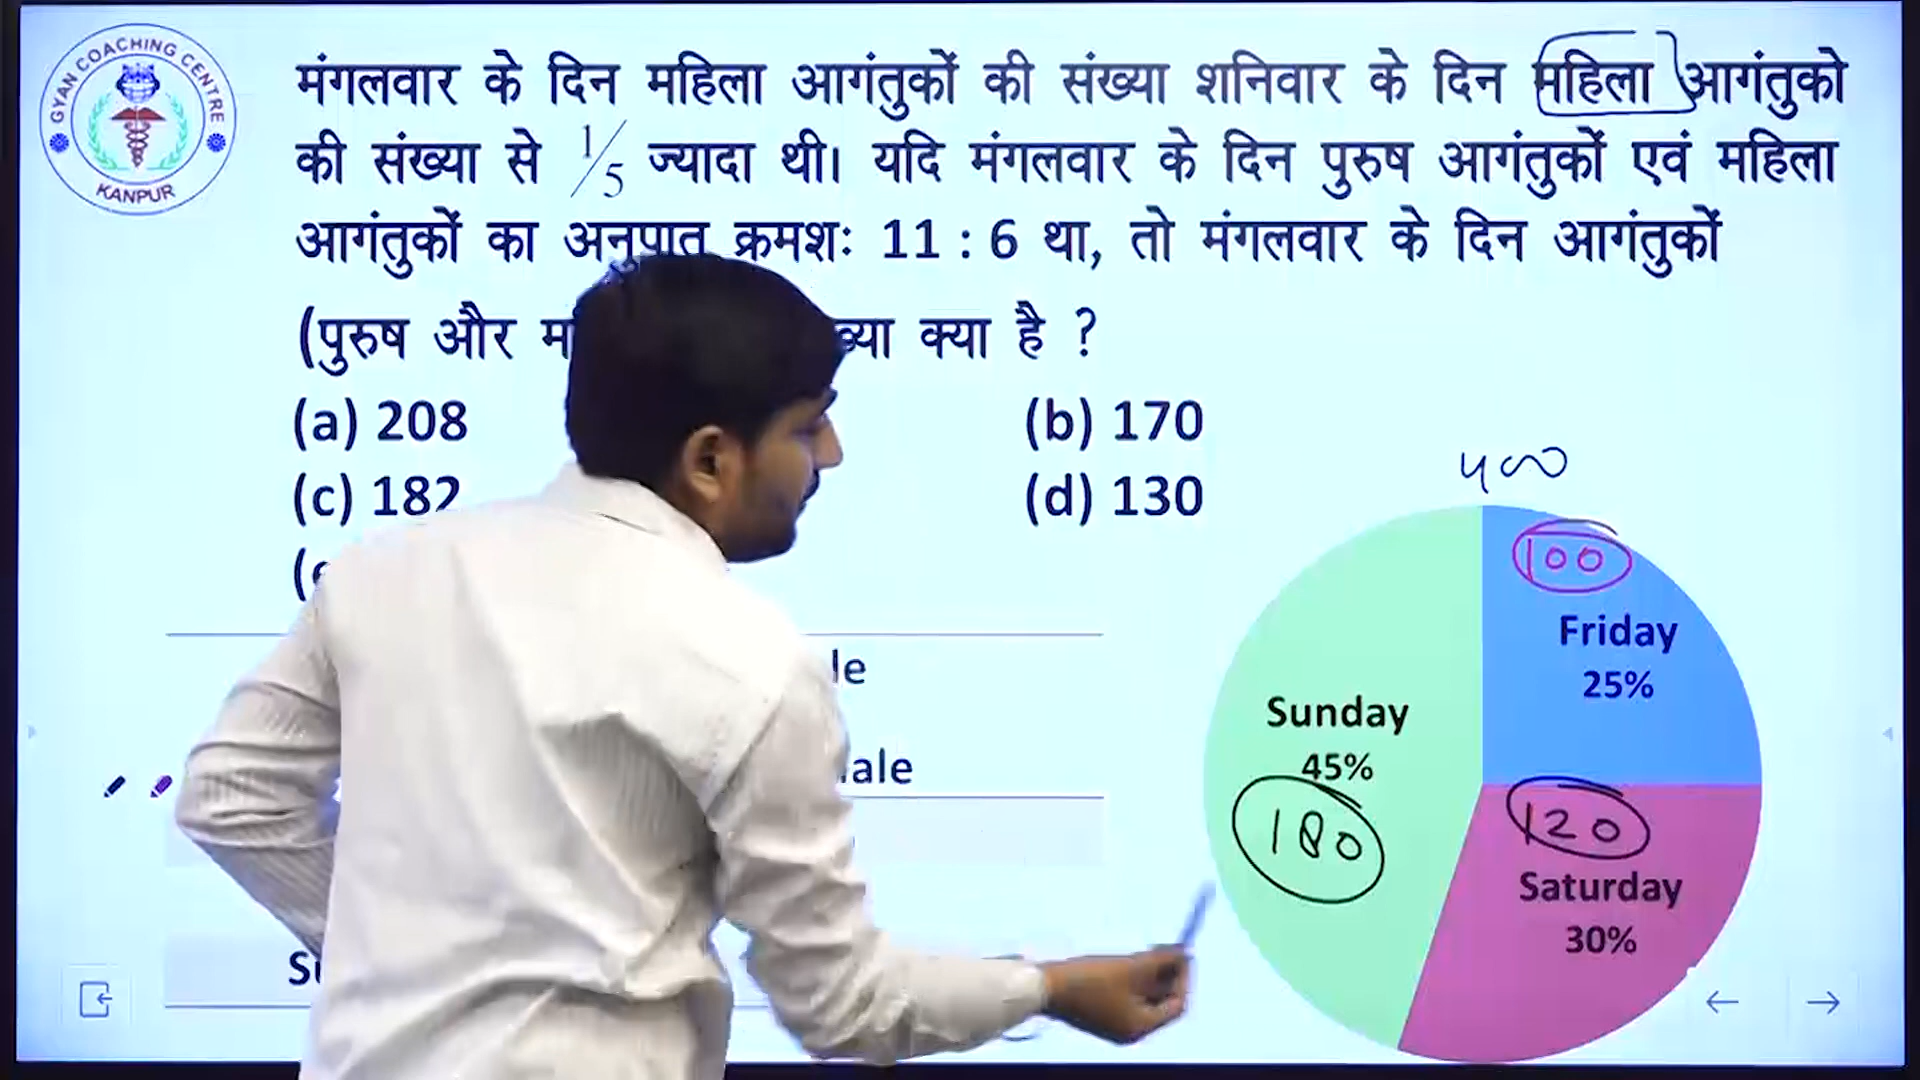 GYAN COACHING CENTRE
KANPUR
मंगलवार के दिन महिला आगंतुकों की संख्या शनिवार के दिन महिला आगंतुको
की संख्या से 1/5 ज्यादा थी। यदि मंगलवार के दिन पुरुष आगंतुकों एवं महिला
आगंतुकों का अनुपात क्रमशः 11 : 6 था, तो मंगलवार के दिन आगंतुकों
(पुरुष और क्या है ?
(a) 208 (b) 170
(c) 182 (d) 130
400
100
Friday
25%
Sunday
45%
180
120
Saturday
30%